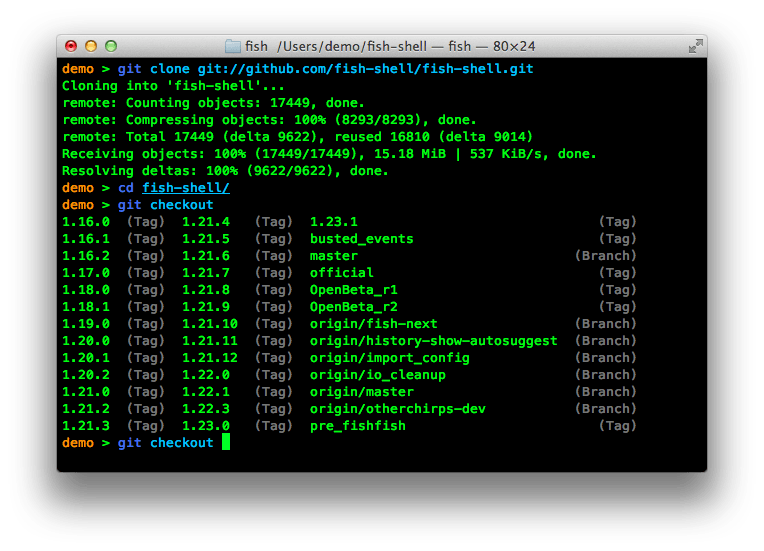 fish /Users/demo/fish-shell — fish — 80×24
demo > git clone git://github.com/fish-shell/fish-shell.git
Cloning into 'fish-shell'...
remote: Counting objects: 17449, done.
remote: Compressing objects: 100% (8293/8293), done.
remote: Total 17449 (delta 9622), reused 16810 (delta 9014)
Receiving objects: 100% (17449/17449), 15.18 MiB | 537 KiB/s, done.
Resolving deltas: 100% (9622/9622), done.
demo > cd fish-shell/
demo > git checkout
1.16.0 (Tag) 1.21.4 (Tag) 1.23.1 (Tag)
1.16.1 (Tag) 1.21.5 (Tag) busted_events (Tag)
1.16.2 (Tag) 1.21.6 (Tag) master (Branch)
1.17.0 (Tag) 1.21.7 (Tag) official (Tag)
1.18.0 (Tag) 1.21.8 (Tag) OpenBeta_r1 (Tag)
1.18.1 (Tag) 1.21.9 (Tag) OpenBeta_r2 (Tag)
1.19.0 (Tag) 1.21.10 (Tag) origin/fish-next (Branch)
1.20.0 (Tag) 1.21.11 (Tag) origin/history-show-autosuggest (Branch)
1.20.1 (Tag) 1.21.12 (Tag) origin/import_config (Branch)
1.20.2 (Tag) 1.22.0 (Tag) origin/io_cleanup (Branch)
1.21.0 (Tag) 1.22.1 (Tag) origin/master (Branch)
1.21.2 (Tag) 1.22.3 (Tag) origin/otherchirps-dev (Branch)
1.21.3 (Tag) 1.23.0 (Tag) pre_fishfish (Tag)
demo > git checkout